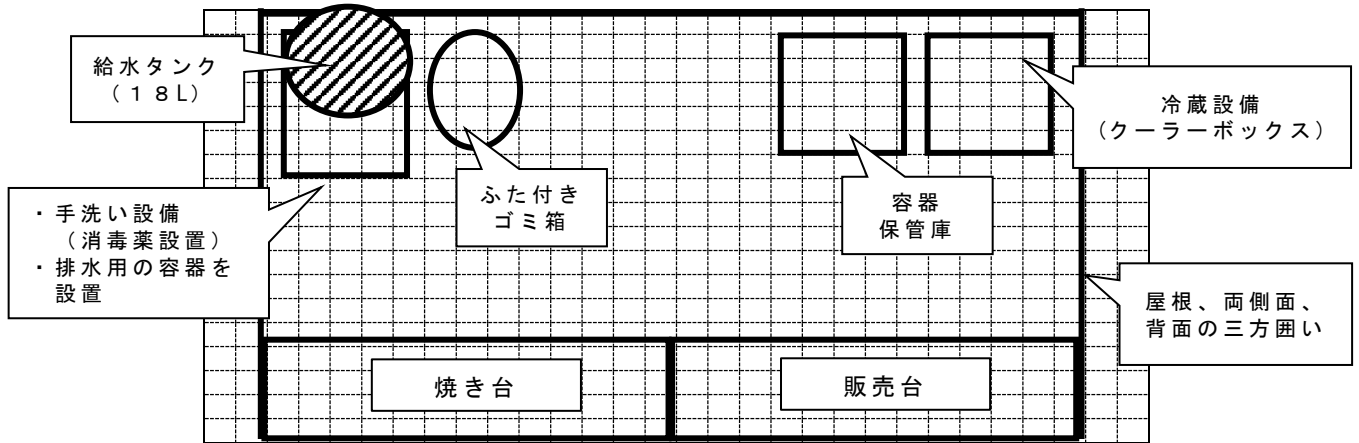 給水タンク
（１８L）
・手洗い設備
（消毒薬設置）
・排水用の容器を
設置
ふた付き
ゴミ箱
容器
保管庫
冷蔵設備
（クーラーボックス）
屋根、両側面、
背面の三方囲い
焼き台
販売台